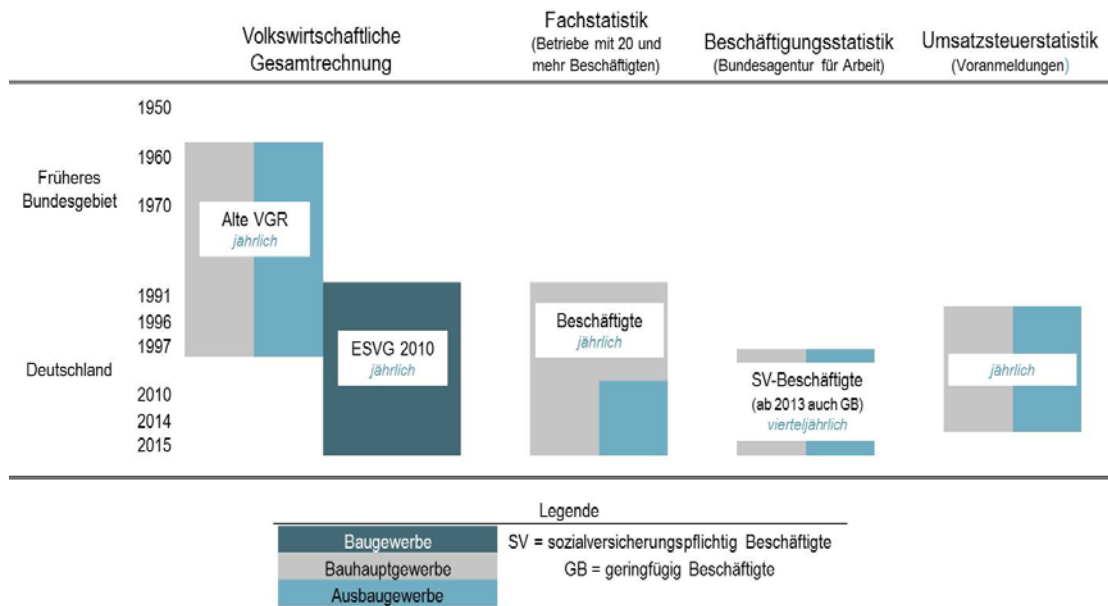 Volkswirtschaftliche
Gesamtrechnung
Fachstatistik
(Betriebe mit 20 und
mehr Beschäftigten)
Beschäftigungsstatistik
(Bundesagentur für Arbeit)
Umsatzsteuerstatistik
(Voranmeldungen)
Früheres
Bundesgebiet
Deutschland
1950
1960
1970
1991
1996
1997
2010
2014
2015
Alte VGR
jährlich
ESVG 2010
jährlich
Beschäftigte
jährlich
SV-Beschäftigte
(ab 2013 auch GB)
vierteljährlich
jährlich
Legende
Baugewerbe
Bauhauptgewerbe
Ausbaugewerbe
SV = sozialversicherungspflichtig Beschäftigte
GB = geringfügig Beschäftigte